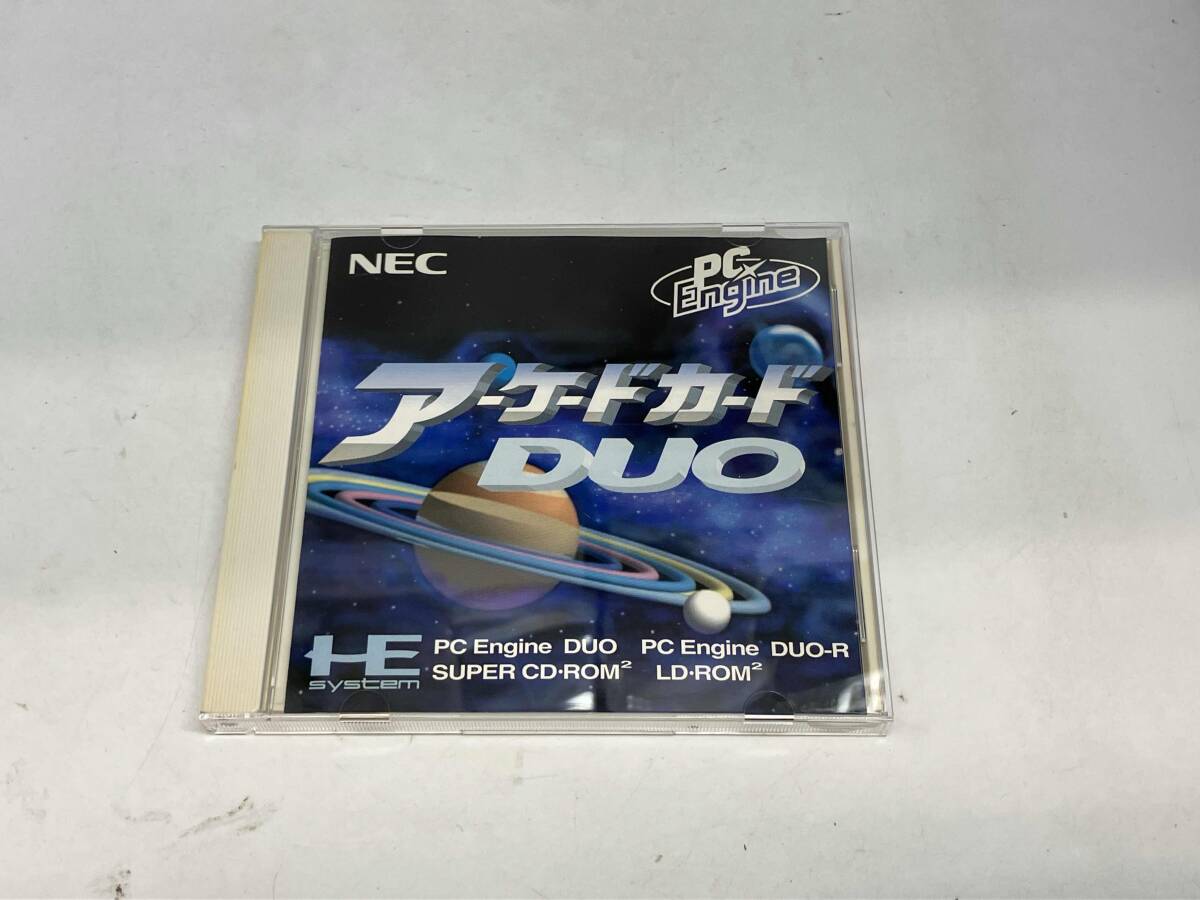 NEC
PC Engine
アーケードカード
DUO
HE system
PC Engine DUO PC Engine DUO-R
SUPER CD・ROM² LD・ROM²